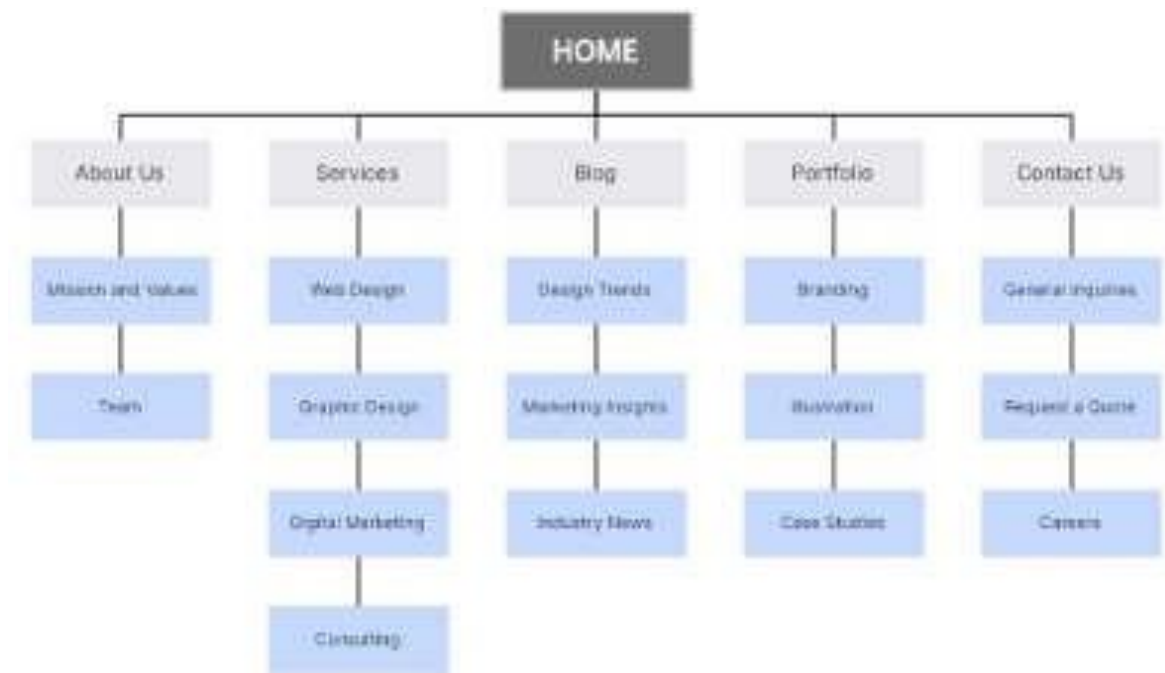 HOME
About Us
Services
Blog
Portfolio
Contact Us
Mission and Values
Web Design
Design Trends
Branding
General Inquiries
Team
Graphic Design
Marketing Insights
Illustration
Request a Quote
Digital Marketing
Industry News
Case Studies
Careers
Consulting